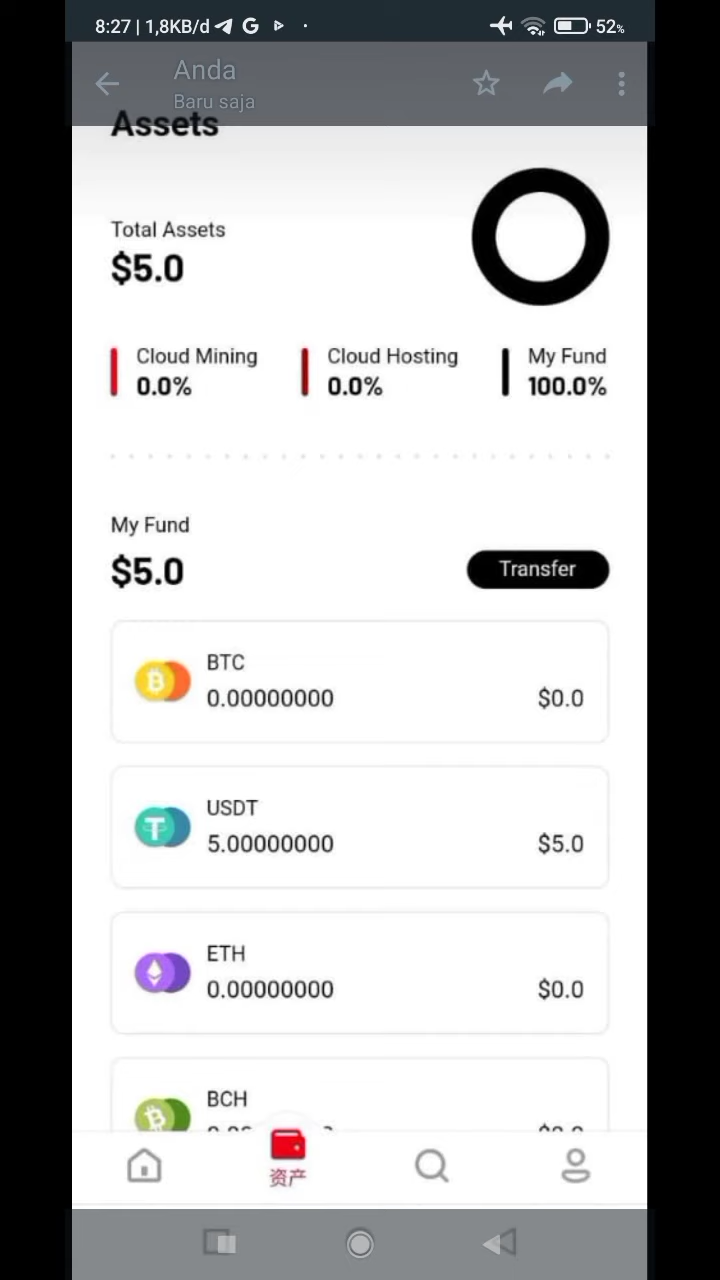 8:27 | 1,8KB/d
52%
Anda
Baru saja
Assets
Total Assets
$5.0
Cloud Mining
0.0%
Cloud Hosting
0.0%
My Fund
100.0%
My Fund
$5.0
Transfer
BTC
0.00000000
$0.0
USDT
5.00000000
$5.0
ETH
0.00000000
$0.0
BCH
资产